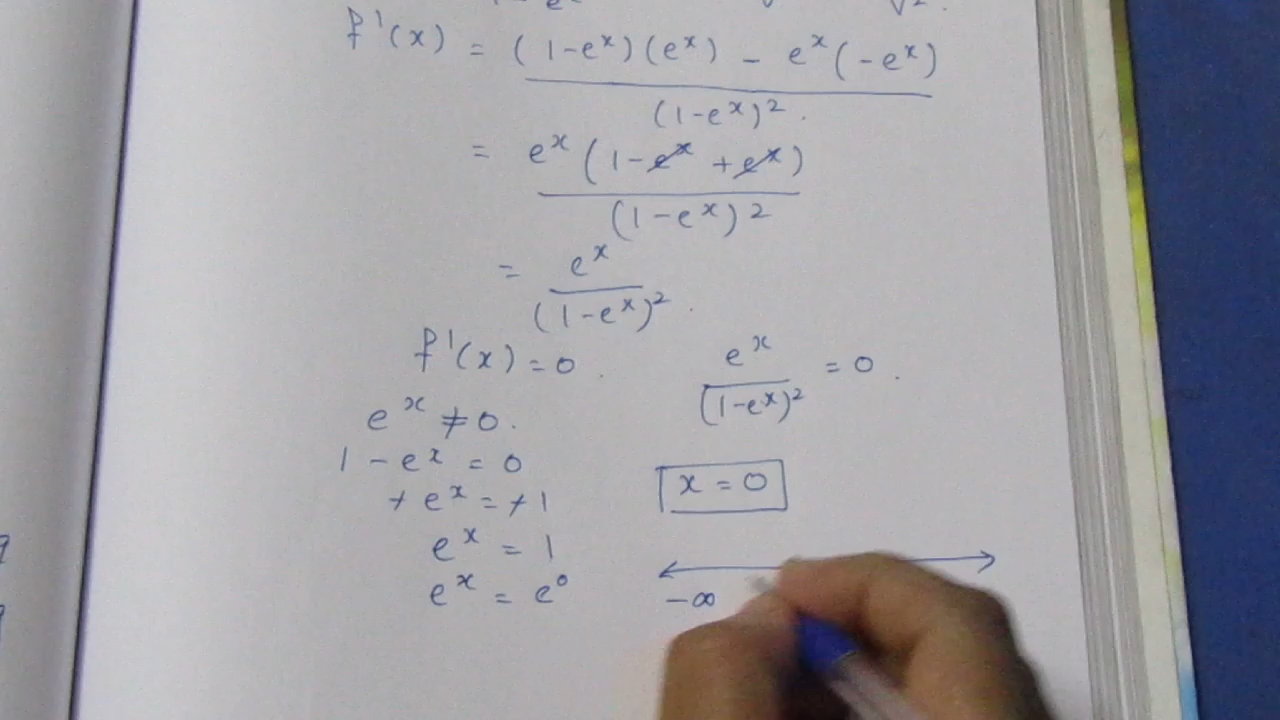 f'(x) = (1-e^x)(e^x) - e^x(-e^x)
(1-e^x)^2.
= e^x (1-e^x +e^x)
(1-e^x)^2
= e^x
(1-e^x)^2.
f'(x) = 0. e^x / (1-e^x)^2 = 0.
e^x ≠ 0.
1 - e^x = 0
+ e^x = + 1 x = 0
e^x = 1
e^x = e^0 -∞